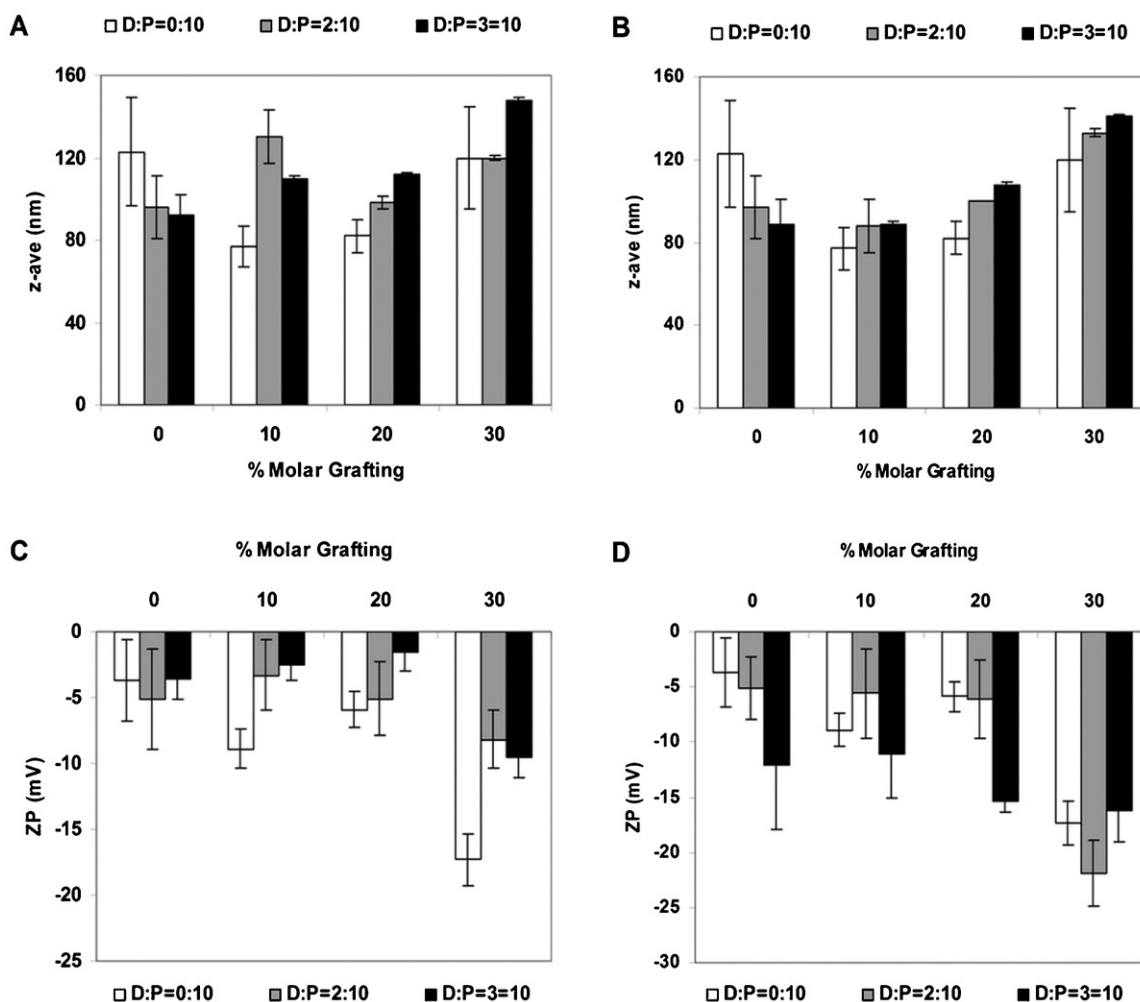 A
D:P=0:10 D:P=2:10 D:P=3=10
160
120
80
40
0
z-ave (nm)
0 10 20 30
% Molar Grafting
B
D:P=0:10 D:P=2:10 D:P=3=10
160
120
80
40
0
z-ave (nm)
0 10 20 30
% Molar Grafting
C
% Molar Grafting
0 10 20 30
0
-5
-10
-15
-20
-25
ZP (mV)
D:P=0:10 D:P=2:10 D:P=3=10
D
% Molar Grafting
0 10 20 30
0
-5
-10
-15
-20
-25
-30
ZP (mV)
D:P=0:10 D:P=2:10 D:P=3=10